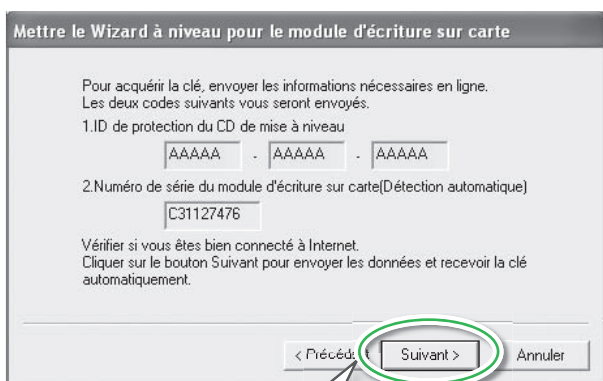 Mettre le Wizard à niveau pour le module d'écriture sur carte
Pour acquérir la clé, envoyer les informations nécessaires en ligne.
Les deux codes suivants vous seront envoyés.
1.ID de protection du CD de mise à niveau
AAAAA - AAAAA - AAAAA
2.Numéro de série du module d'écriture sur carte(Détection automatique)
C31127476
Vérifier si vous êtes bien connecté à Internet.
Cliquer sur le bouton Suivant pour envoyer les données et recevoir la clé
automatiquement.
< Précédent Suivant > Annuler